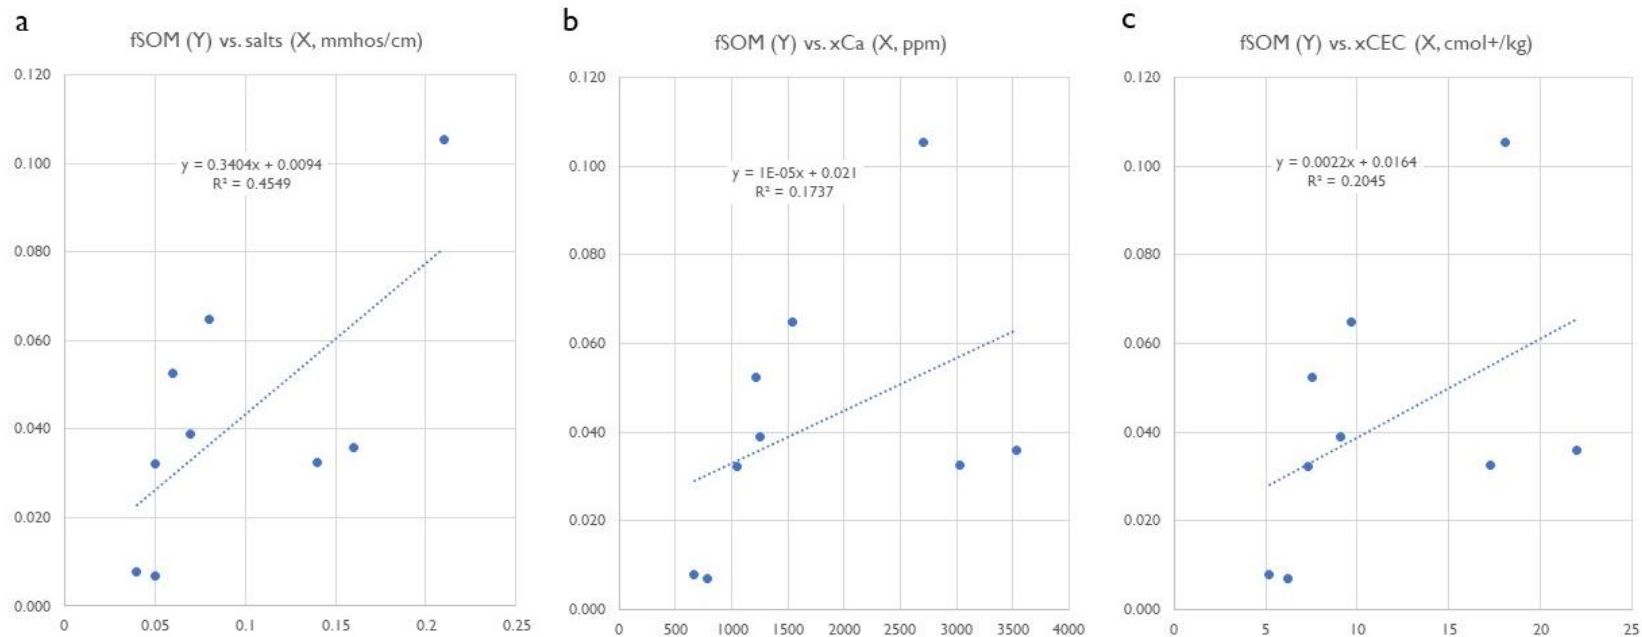 a
fSOM (Y) vs. salts (X, mmhos/cm)
0.120
0.100
0.080
0.060
0.040
0.020
0.000
y = 0.3404x + 0.0094
R² = 0.4549
0 0.05 0.1 0.15 0.2 0.25
b
fSOM (Y) vs. xCa (X, ppm)
0.120
0.100
0.080
0.060
0.040
0.020
0.000
y = 1E-05x + 0.021
R² = 0.1737
0 500 1000 1500 2000 2500 3000 3500 4000
c
fSOM (Y) vs. xCEC (X, cmol+/kg)
0.120
0.100
0.080
0.060
0.040
0.020
0.000
y = 0.0022x + 0.0164
R² = 0.2045
0 5 10 15 20 25